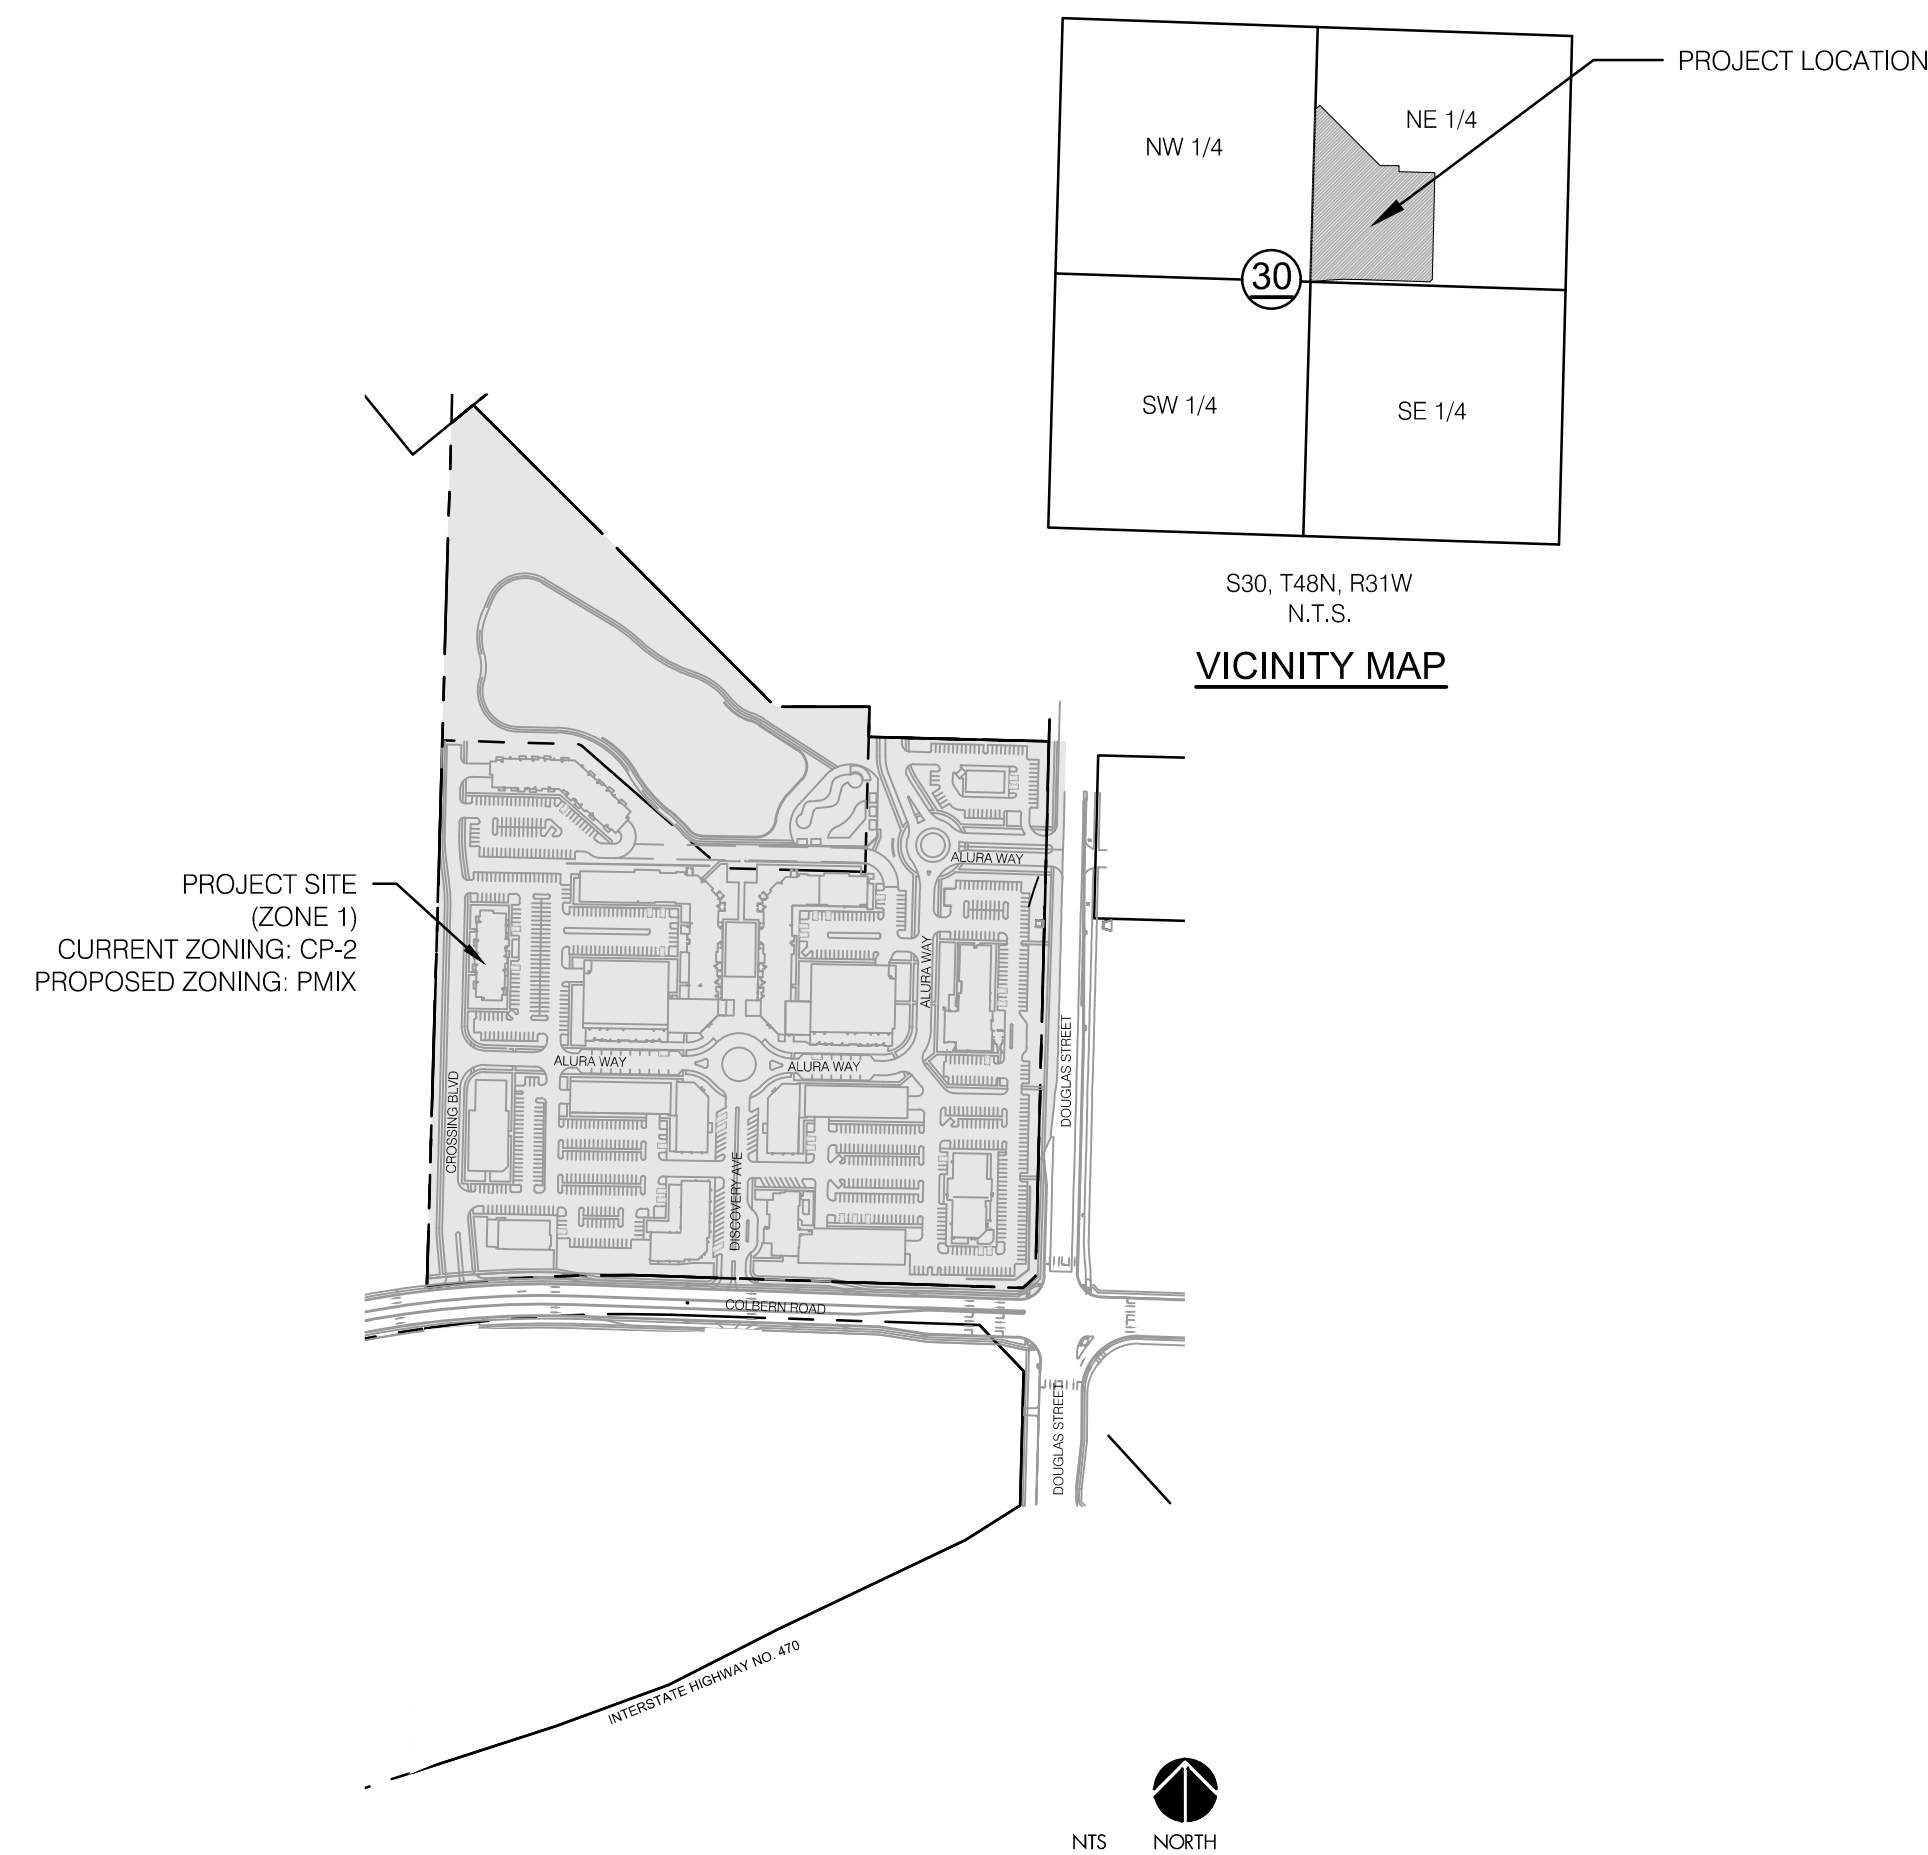 PROJECT LOCATION
NW 1/4
NE 1/4
30
SW 1/4
SE 1/4
S30, T48N, R31W
N.T.S.
VICINITY MAP
PROJECT SITE
(ZONE 1)
CURRENT ZONING: CP-2
PROPOSED ZONING: PMIX
ALURA WAY
ALURA WAY
ALURA WAY
ALURA WAY
DOUGLAS STREET
CROSSING BLVD
DISCOVERY AVE
COLBERN ROAD
DOUGLAS STREET
INTERSTATE HIGHWAY NO. 470
NTS
NORTH